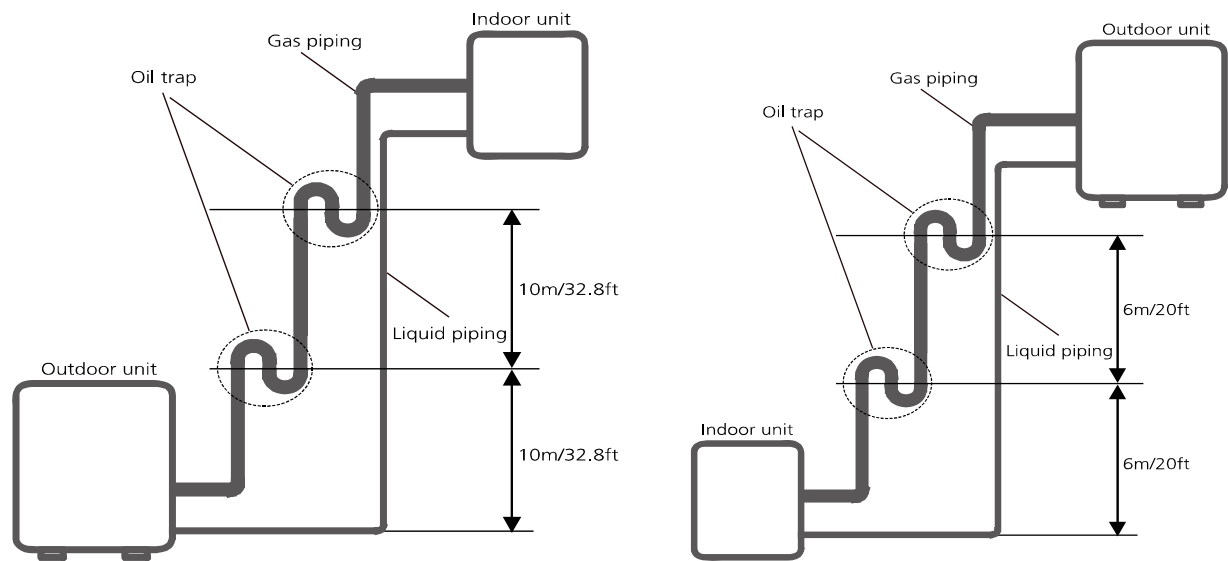 Indoor unit
Gas piping
Oil trap
10m/32.8ft
Liquid piping
Outdoor unit
10m/32.8ft
Outdoor unit
Gas piping
Oil trap
6m/20ft
Liquid piping
Indoor unit
6m/20ft